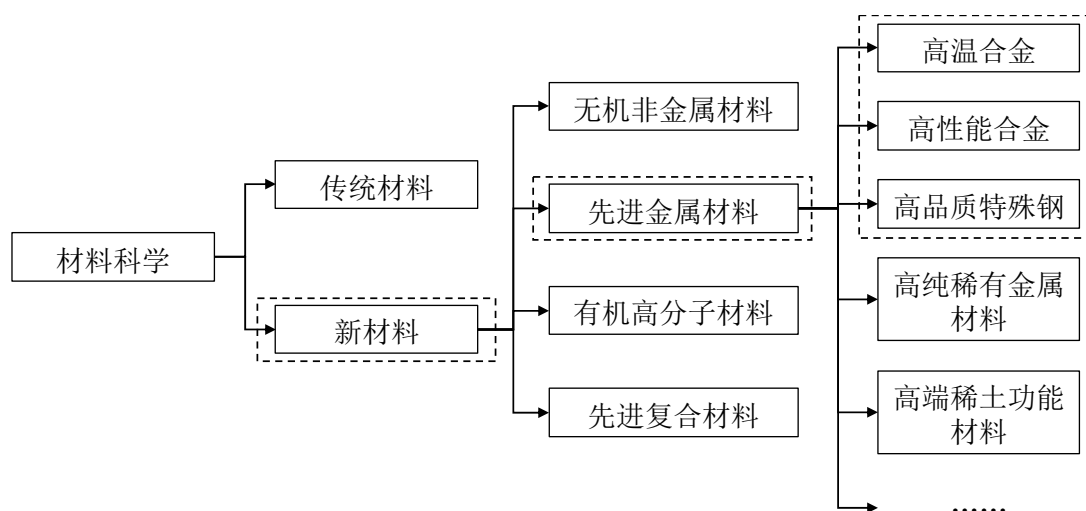 材料科学
传统材料
新材料
无机非金属材料
先进金属材料
有机高分子材料
先进复合材料
高温合金
高性能合金
高品质特殊钢
高纯稀有金属
材料
高端稀土功能
材料
……